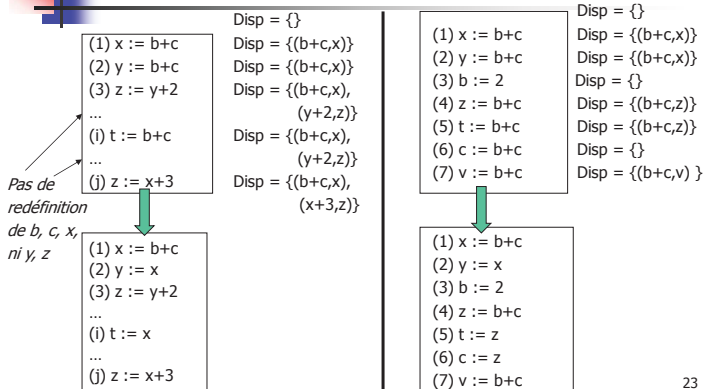 Disp = {}
(1) x := b+c
Disp = {(b+c,x)}
(2) y := b+c
Disp = {(b+c,x)}
(3) z := y+2
Disp = {(b+c,x),
...
(y+2,z)}
(i) t := b+c
Disp = {(b+c,x),
...
(y+2,z)}
(j) z := x+3
Disp = {(b+c,x),
(x+3,z)}
Pas de
redéfinition
de b, c, x,
ni y, z
(1) x := b+c
(2) y := x
(3) z := y+2
...
(i) t := x
...
(j) z := x+3
Disp = {}
(1) x := b+c
Disp = {(b+c,x)}
(2) y := b+c
Disp = {(b+c,x)}
(3) b := 2
Disp = {}
(4) z := b+c
Disp = {(b+c,z)}
(5) t := b+c
Disp = {(b+c,z)}
(6) c := b+c
Disp = {}
(7) v := b+c
Disp = {(b+c,v) }
(1) x := b+c
(2) y := x
(3) b := 2
(4) z := b+c
(5) t := z
(6) c := z
(7) v := b+c
23